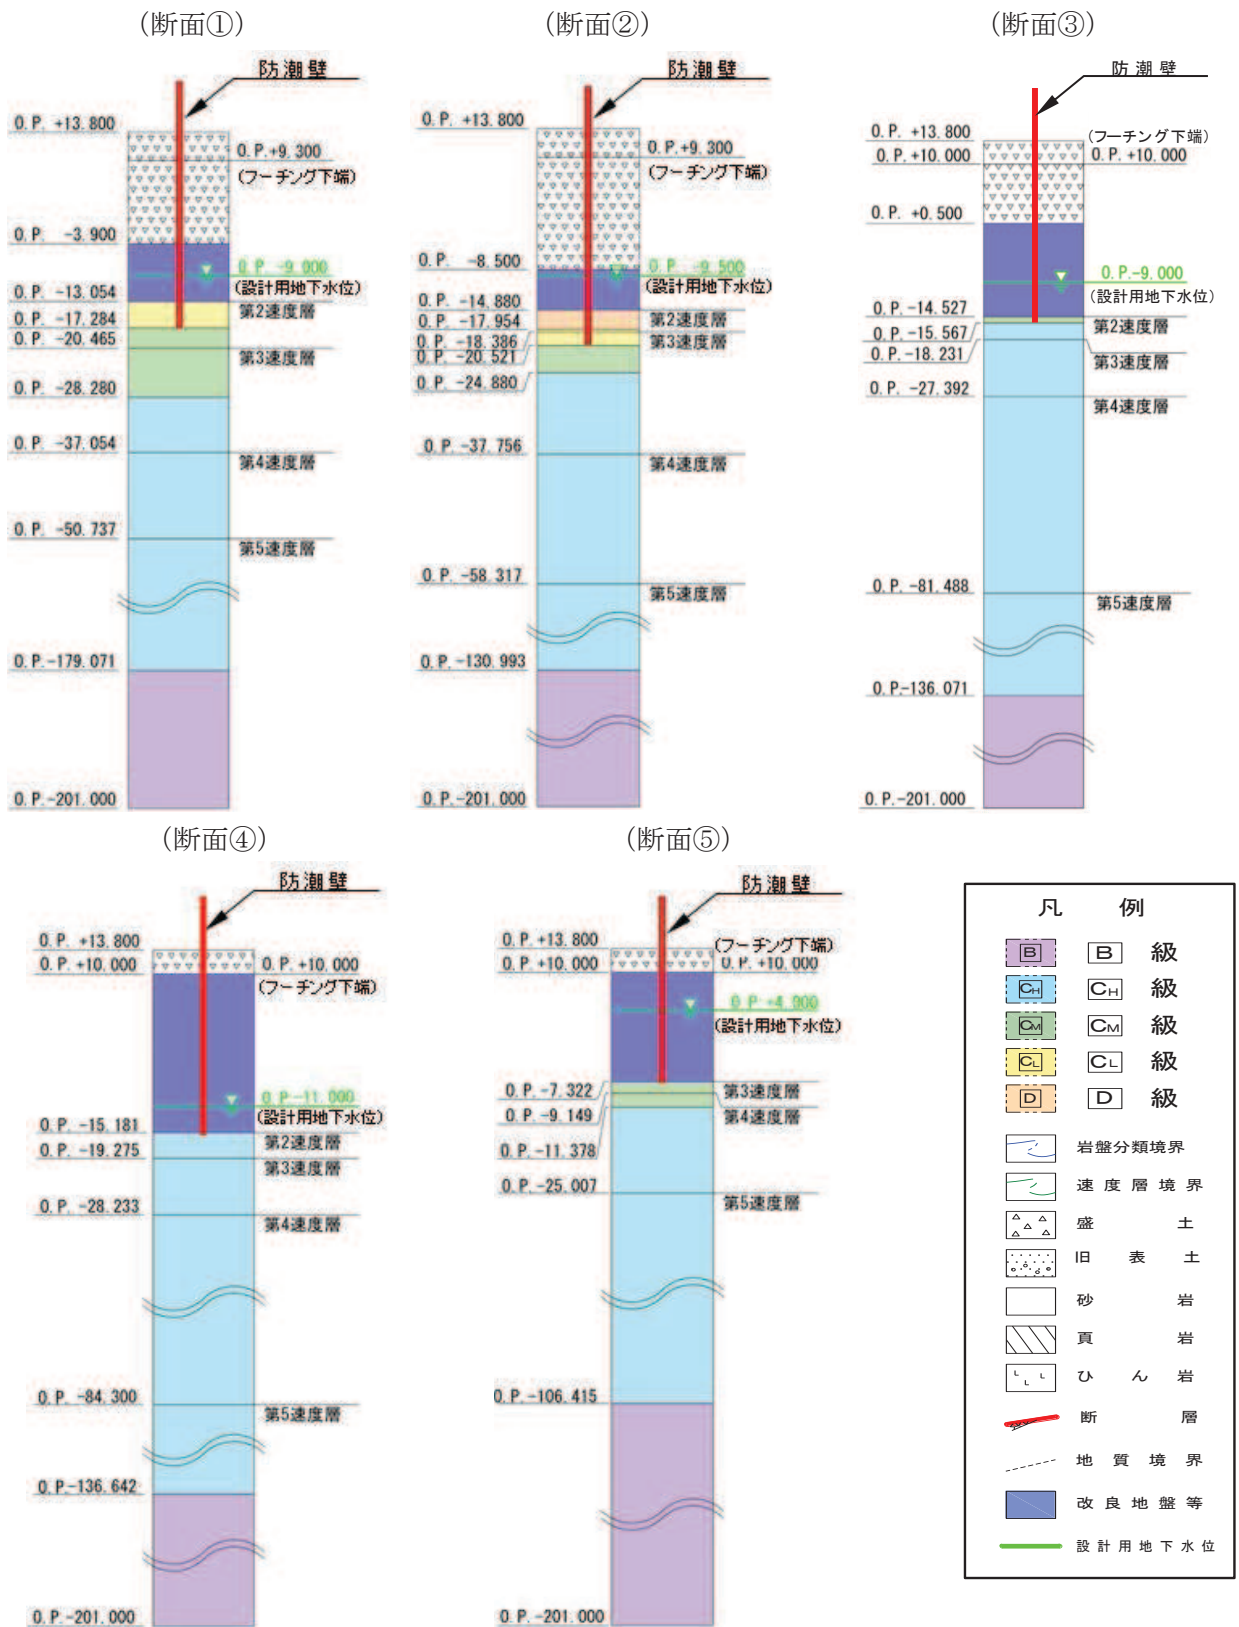 (断面①)
防潮壁
O.P. +13.800
O.P.+9.300
(フーチング下端)
O.P. -3.900
O.P. -9.000
(設計用地下水位)
O.P. -13.054
第2速度層
O.P. -17.284
O.P. -20.465
第3速度層
O.P. -28.280
O.P. -37.054
第4速度層
O.P. -50.737
第5速度層
O.P.-179.071
O.P.-201.000
(断面②)
防潮壁
O.P. +13.800
O.P.+9.300
(フーチング下端)
O.P. -8.500
O.P. -9.500
(設計用地下水位)
O.P. -14.880
第2速度層
O.P. -17.954
O.P. -18.386
第3速度層
O.P. -20.521
O.P. -24.880
O.P. -37.756
第4速度層
O.P. -58.317
第5速度層
O.P.-130.993
O.P.-201.000
(断面③)
防潮壁
O.P. +13.800
(フーチング下端)
O.P. +10.000
O.P. +10.000
O.P. +0.500
O.P.-9.000
(設計用地下水位)
O.P. -14.527
第2速度層
O.P. -15.567
O.P. -18.231
第3速度層
O.P. -27.392
第4速度層
O.P. -81.488
第5速度層
O.P.-136.071
O.P.-201.000
(断面④)
防潮壁
O.P. +13.800
O.P. +10.000
O.P. +10.000
(フーチング下端)
O.P.-11.000
(設計用地下水位)
O.P. -15.181
第2速度層
O.P. -19.275
第3速度層
O.P. -28.233
第4速度層
O.P. -84.300
第5速度層
O.P.-136.642
O.P.-201.000
(断面⑤)
防潮壁
O.P. +13.800
(フーチング下端)
O.P. +10.000
O.P. +10.000
O.P. +4.000
(設計用地下水位)
O.P. -7.322
第3速度層
O.P. -9.149
第4速度層
O.P. -11.378
O.P. -25.007
第5速度層
O.P.-106.415
O.P.-201.000
凡 例
B B 級
CH CH 級
CM CM 級
CL CL 級
D D 級
岩盤分類境界
速度層境界
盛土
旧表土
砂岩
頁岩
ひん岩
断層
地質境界
改良地盤等
設計用地下水位